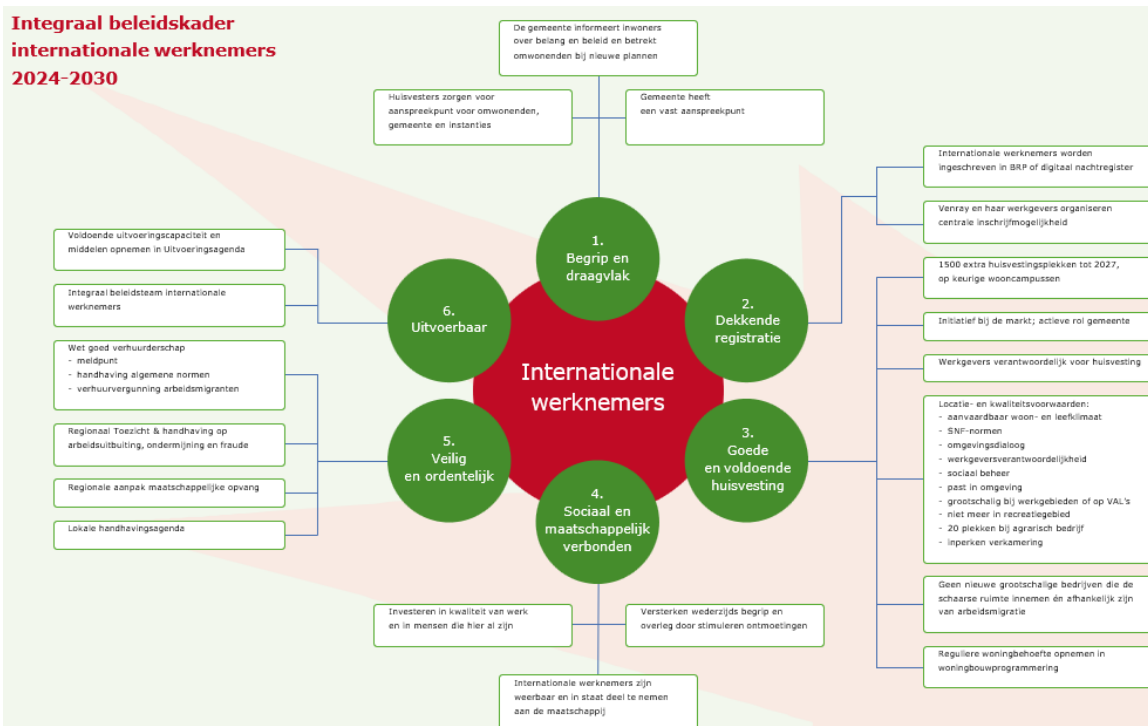 Integraal beleidskader
internationale werknemers
2024-2030
De gemeente informeert inwoners
over belang en beleid en betrekt
omwonenden bij nieuwe plannen
Huisvesters zorgen voor
aanspreekpunt voor omwonenden,
gemeente en instanties
Gemeente heeft
een vast aanspreekpunt
1.
Begrip en
draagvlak
Internationale werknemers worden
ingeschreven in BRP of digitaal nachtregister
Venray en haar werkgevers organiseren
centrale inschrijfmogelijkheid
2.
Dekkende
registratie
1500 extra huisvestingsplekken tot 2027,
op keurige wooncampussen
Initiatief bij de markt; actieve rol gemeente
Werkgevers verantwoordelijk voor huisvesting
Locatie- en kwaliteitsvoorwaarden:
- aanvaardbaar woon- en leefklimaat
- SNF-normen
- omgevingsdialoog
- werkgeversverantwoordelijkheid
- sociaal beheer
- past in omgeving
- grootschalig bij werkgebieden of op VAL's
- niet meer in recreatiegebied
- 20 plekken bij agrarisch bedrijf
- inperken verkamering
Geen nieuwe grootschalige bedrijven die de
schaarse ruimte innemen én afhankelijk zijn
van arbeidsmigratie
Reguliere woningbehoefte opnemen in
woningbouwprogrammering
3.
Goede
en voldoende
huisvesting
Internationale
werknemers
4.
Sociaal en
maatschappelijk
verbonden
Investeren in kwaliteit van werk
en in mensen die hier al zijn
Versterken wederzijds begrip en
overleg door stimuleren ontmoetingen
Internationale werknemers zijn
weerbaar en in staat deel te nemen
aan de maatschappij
5.
Veilig
en ordentelijk
Wet goed verhuurderschap
- meldpunt
- handhaving algemene normen
- verhuurvergunning arbeidsmigranten
Regionaal Toezicht & handhaving op
arbeidsuitbuiting, ondermijning en fraude
Regionale aanpak maatschappelijke opvang
Lokale handhavingsagenda
6.
Uitvoerbaar
Voldoende uitvoeringscapaciteit en
middelen opnemen in Uitvoeringsagenda
Integraal beleidsteam internationale
werknemers